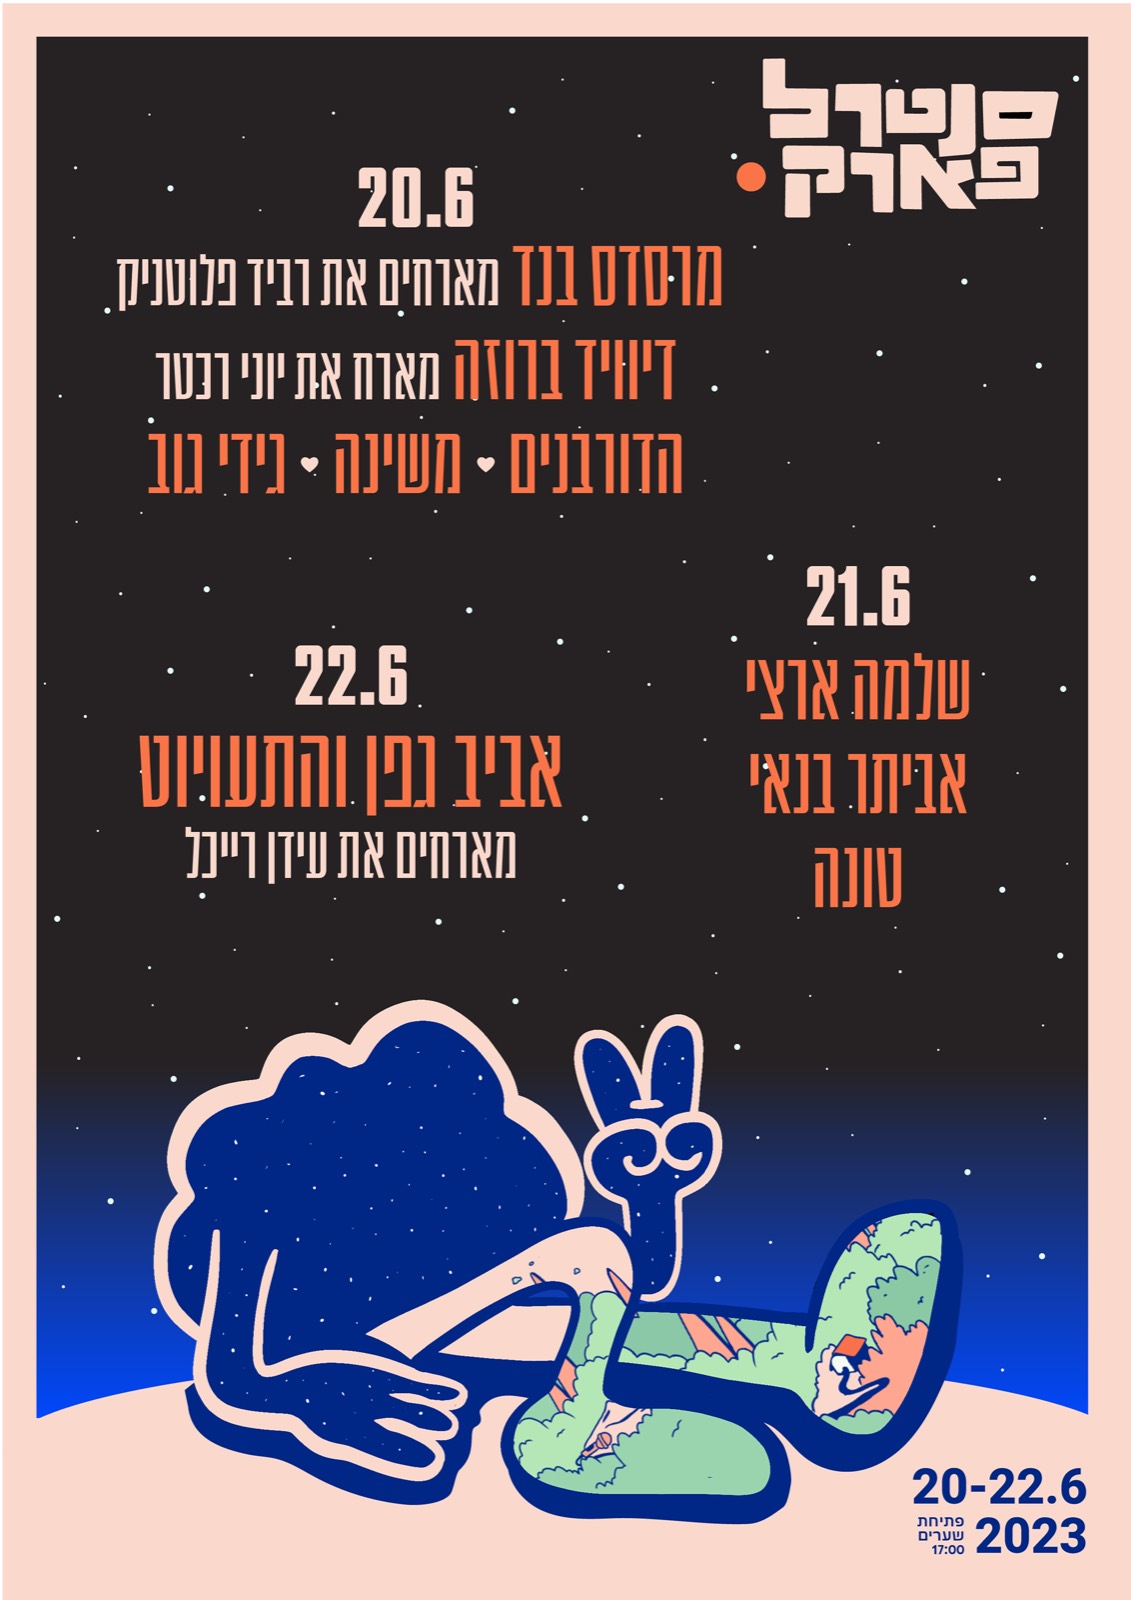 סנטרל
פארק
20.6
מרסדס בנד מארחים את רביד פלוטניק
דיוויד ברוזה מארח את יוני רכטר
הדורבנים ♥ משינה ♥ גידי גוב
21.6
שלמה ארצי
אביתר בנאי
טונה
22.6
אביב גפן והתעויוט
מארחים את עידן רייכל
20-22.6
2023
פתיחת
שערים
17:00